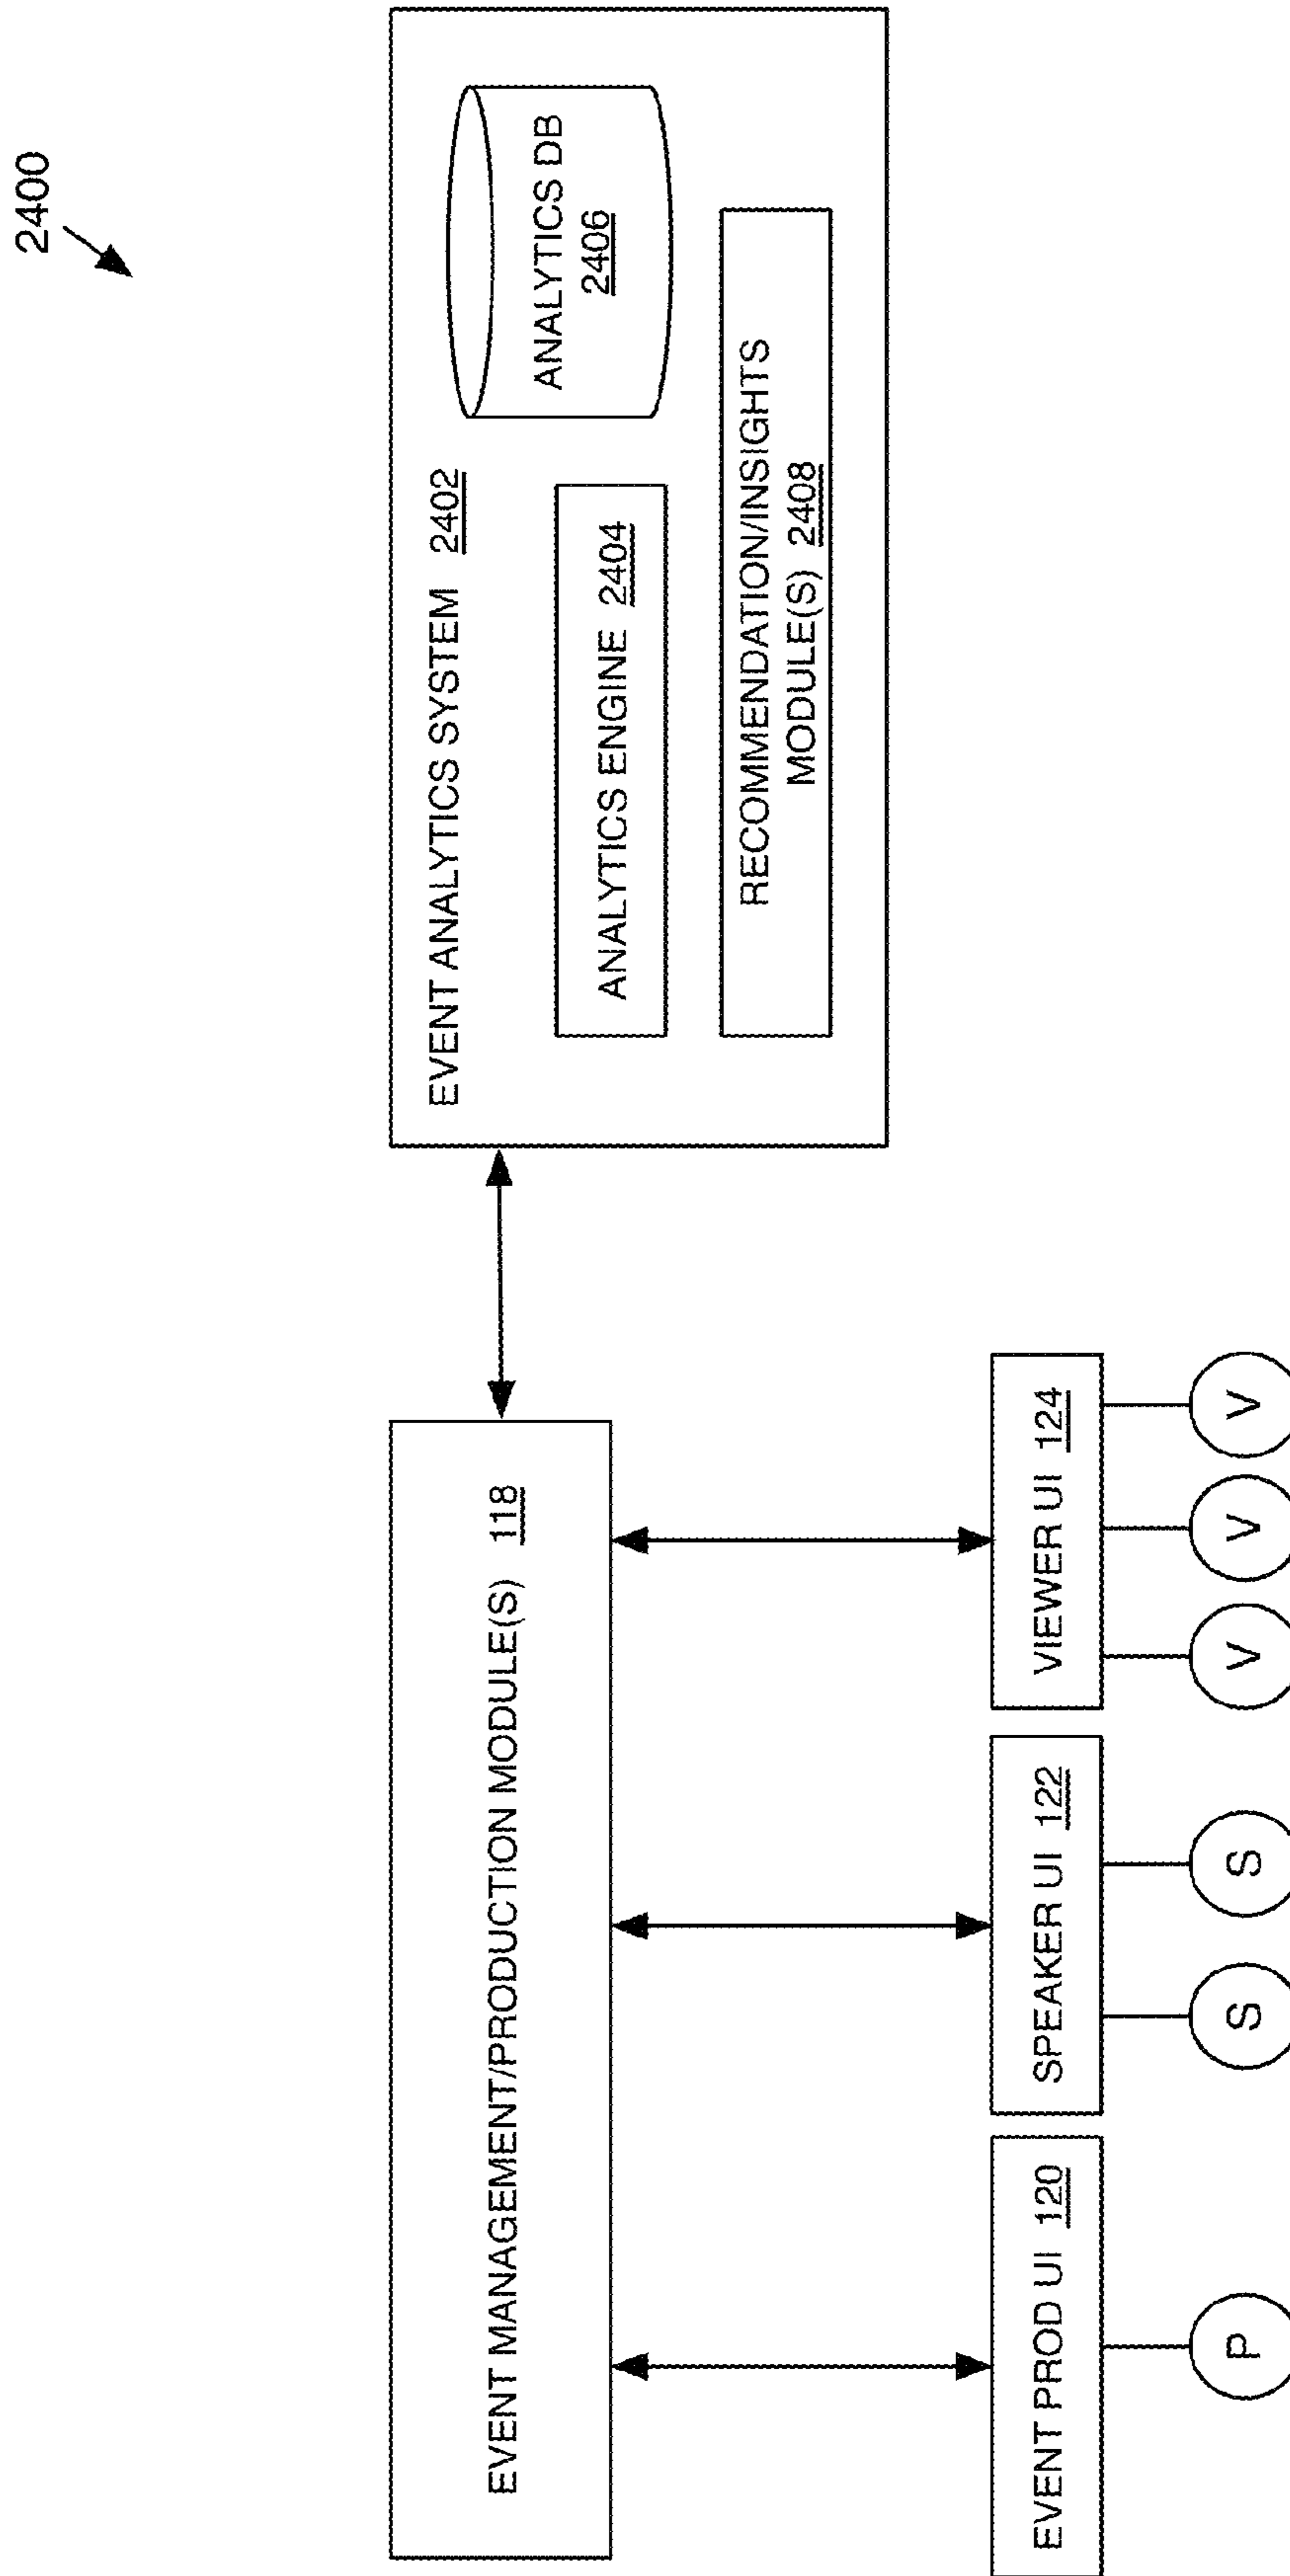 2400
EVENT MANAGEMENT/PRODUCTION MODULE(S) 118
EVENT ANALYTICS SYSTEM 2402
ANALYTICS DB
2406
ANALYTICS ENGINE 2404
RECOMMENDATION/INSIGHTS
MODULE(S) 2408
EVENT PROD UI 120
SPEAKER UI 122
VIEWER UI 124
P
S
S
V
V
V